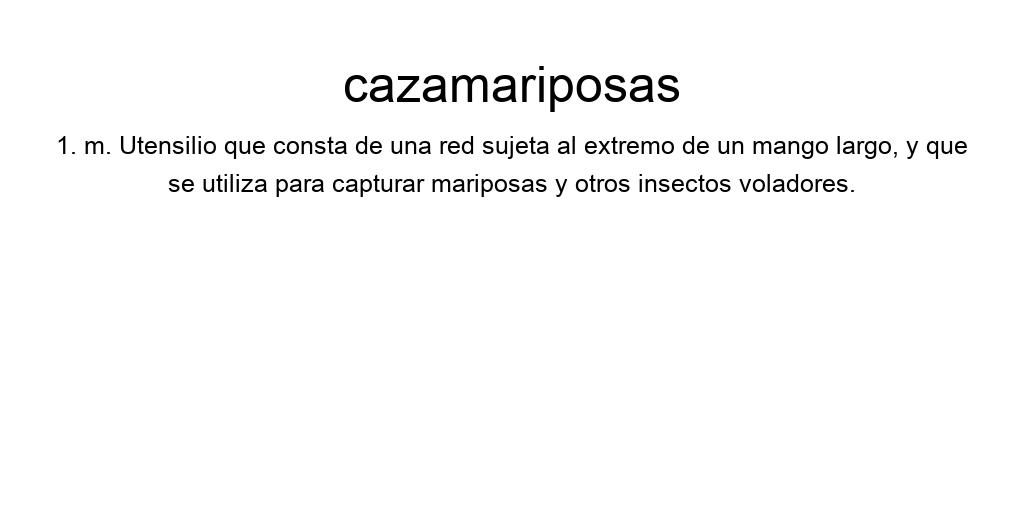 cazamariposas
1. m. Utensilio que consta de una red sujeta al extremo de un mango largo, y que
se utiliza para capturar mariposas y otros insectos voladores.